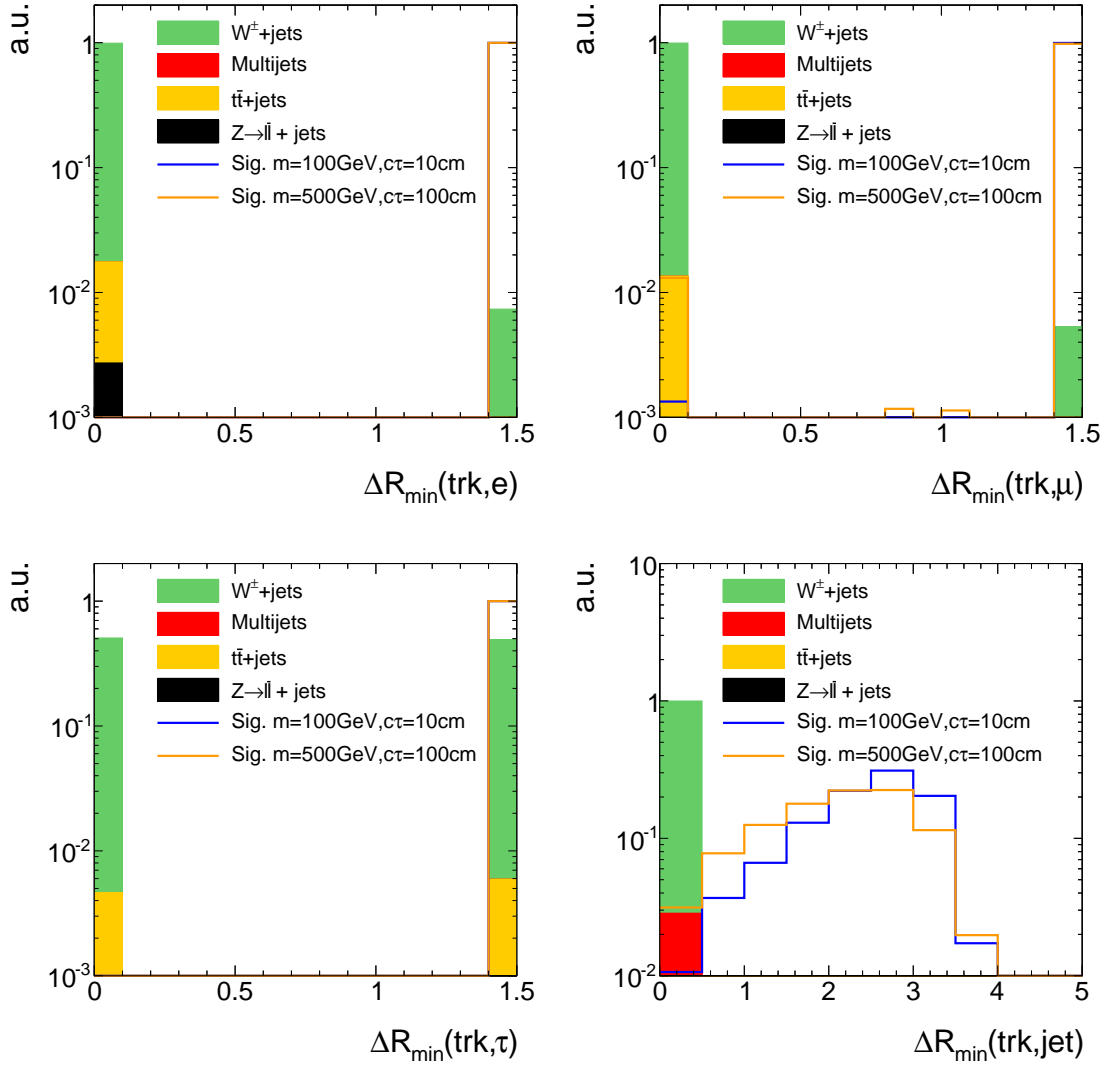 a.u.
W±+jets
Multijets
tt̄+jets
Z→ll̄ + jets
Sig. m=100GeV,cτ=10cm
Sig. m=500GeV,cτ=100cm
1
10⁻¹
10⁻²
10⁻³
0 0.5 1 1.5
ΔR_min(trk,e)
a.u.
W±+jets
Multijets
tt̄+jets
Z→ll̄ + jets
Sig. m=100GeV,cτ=10cm
Sig. m=500GeV,cτ=100cm
1
10⁻¹
10⁻²
10⁻³
0 0.5 1 1.5
ΔR_min(trk,μ)
a.u.
W±+jets
Multijets
tt̄+jets
Z→ll̄ + jets
Sig. m=100GeV,cτ=10cm
Sig. m=500GeV,cτ=100cm
1
10⁻¹
10⁻²
10⁻³
0 0.5 1 1.5
ΔR_min(trk,τ)
a.u.
W±+jets
Multijets
tt̄+jets
Z→ll̄ + jets
Sig. m=100GeV,cτ=10cm
Sig. m=500GeV,cτ=100cm
10
1
10⁻¹
10⁻²
0 1 2 3 4 5
ΔR_min(trk,jet)